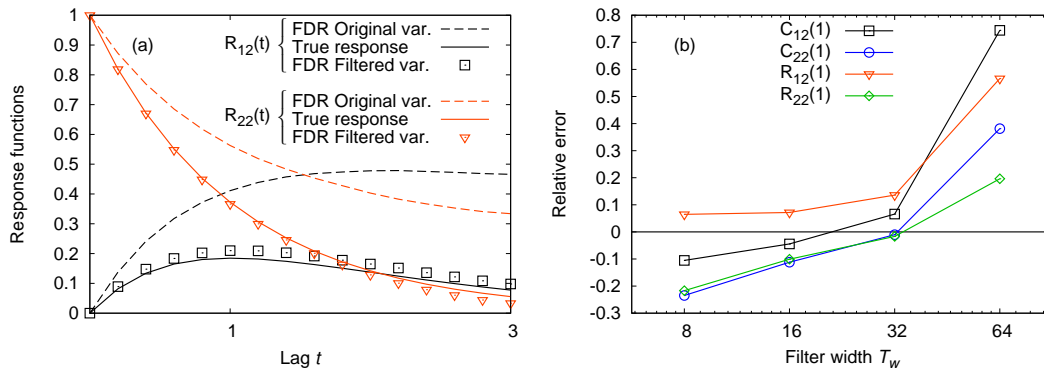 (a)
R12(t)
FDR Original var.
True response
FDR Filtered var.
R22(t)
FDR Original var.
True response
FDR Filtered var.
Response functions
1
0.9
0.8
0.7
0.6
0.5
0.4
0.3
0.2
0.1
0
1
3
Lag t
(b)
C12(1)
C22(1)
R12(1)
R22(1)
Relative error
0.8
0.7
0.6
0.5
0.4
0.3
0.2
0.1
0
-0.1
-0.2
-0.3
8
16
32
64
Filter width Tw